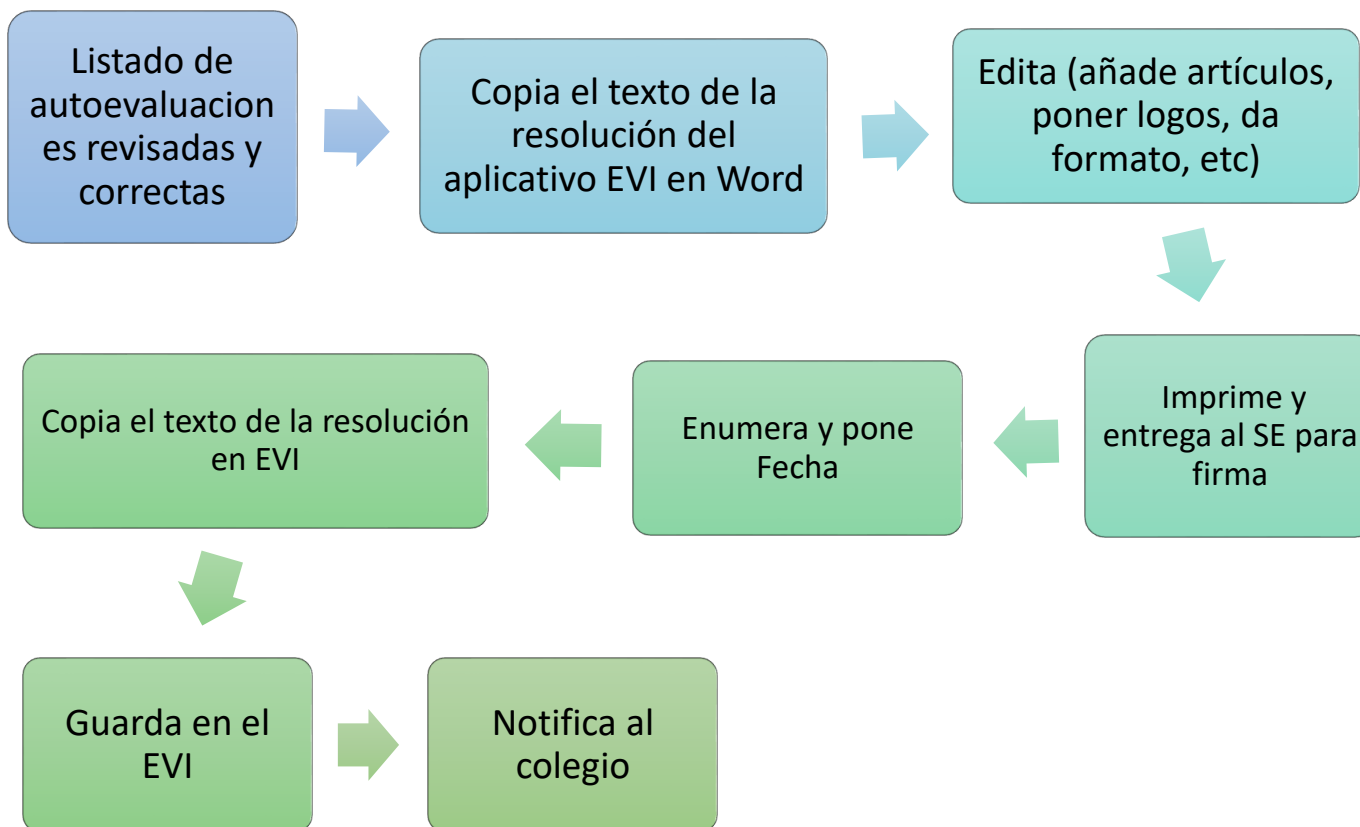 Listado de
autoevaluacion
es revisadas y
correctas
Copia el texto de la
resolución del
aplicativo EVI en Word
Edita (añade artículos,
poner logos, da
formato, etc)
Imprime y
entrega al SE para
firma
Enumera y pone
Fecha
Copia el texto de la resolución
en EVI
Guarda en el
EVI
Notifica al
colegio